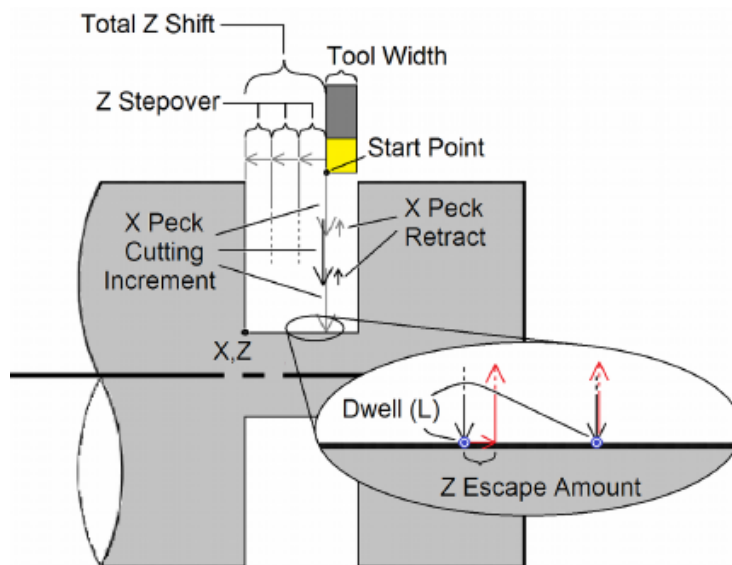 Total Z Shift
Tool Width
Z Stepover
Start Point
X Peck
Cutting
Increment
X Peck
Retract
X,Z
Dwell (L)
Z Escape Amount